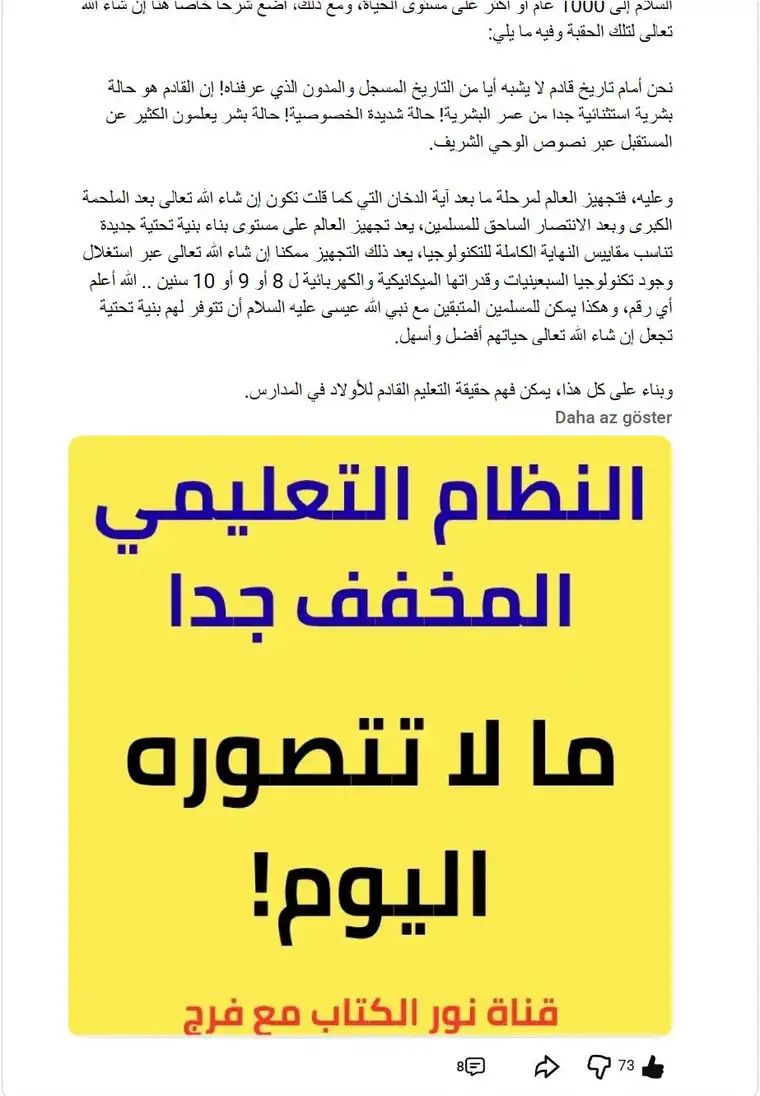 السلام إلى 1000 عام أو أكثر على مستوى الحياة، ومع ذلك، أضع شرحا خاصا هنا إن شاء الله
تعالى لتلك الحقبة وفيه ما يلي:
نحن أمام تاريخ قادم لا يشبه أيا من التاريخ المسجل والمدون الذي عرفناه! إن القادم هو حالة
بشرية استثنائية جدا من عمر البشرية! حالة شديدة الخصوصية! حالة بشر يعلمون الكثير عن
المستقبل عبر نصوص الوحي الشريف.
وعليه، فتجهيز العالم لمرحلة ما بعد آية الدخان التي كما قلت تكون إن شاء الله تعالى بعد الملحمة
الكبرى وبعد الانتصار الساحق للمسلمين، يعد تجهيز العالم على مستوى بناء بنية تحتية جديدة
تناسب مقاييس النهاية الكاملة للتكنولوجيا، يعد ذلك التجهيز ممكنا إن شاء الله تعالى عبر استغلال
وجود تكنولوجيا السبعينيات وقدراتها الميكانيكية والكهربائية ل 8 أو 9 أو 10 سنين .. الله أعلم
أي رقم، وهكذا يمكن للمسلمين المتبقين مع نبي الله عيسى عليه السلام أن تتوفر لهم بنية تحتية
تجعل إن شاء الله تعالى حياتهم أفضل وأسهل.
وبناء على كل هذا، يمكن فهم حقيقة التعليم القادم للأولاد في المدارس.
Daha az göster
النظام التعليمي
المخفف جدا
ما لا تتصوره
اليوم!
قناة نور الكتاب مع فرج
73 8